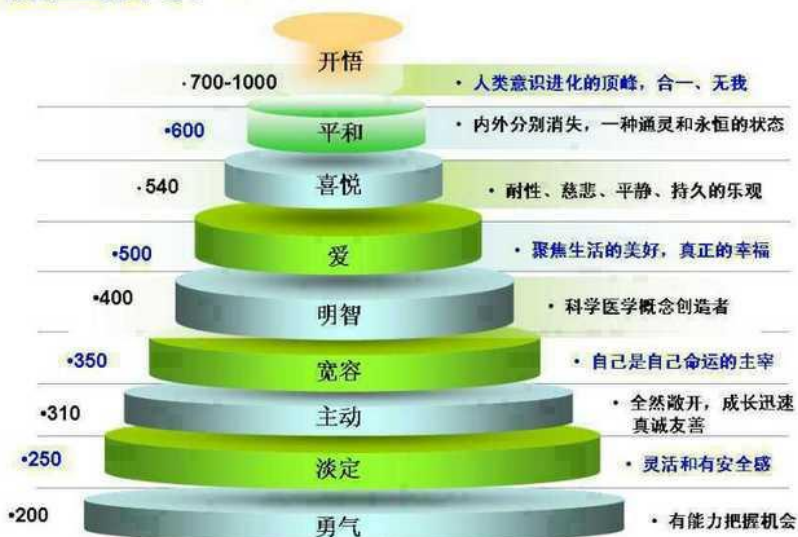 开悟
·700-1000
• 人类意识进化的顶峰，合一、无我
•600
平和
• 内外分别消失，一种通灵和永恒的状态
·540
喜悦
• 耐性、慈悲、平静、持久的乐观
•500
爱
• 聚焦生活的美好，真正的幸福
•400
明智
• 科学医学概念创造者
•350
宽容
• 自己是自己命运的主宰
•310
主动
• 全然敞开，成长迅速
真诚友善
•250
淡定
• 灵活和有安全感
•200
勇气
• 有能力把握机会